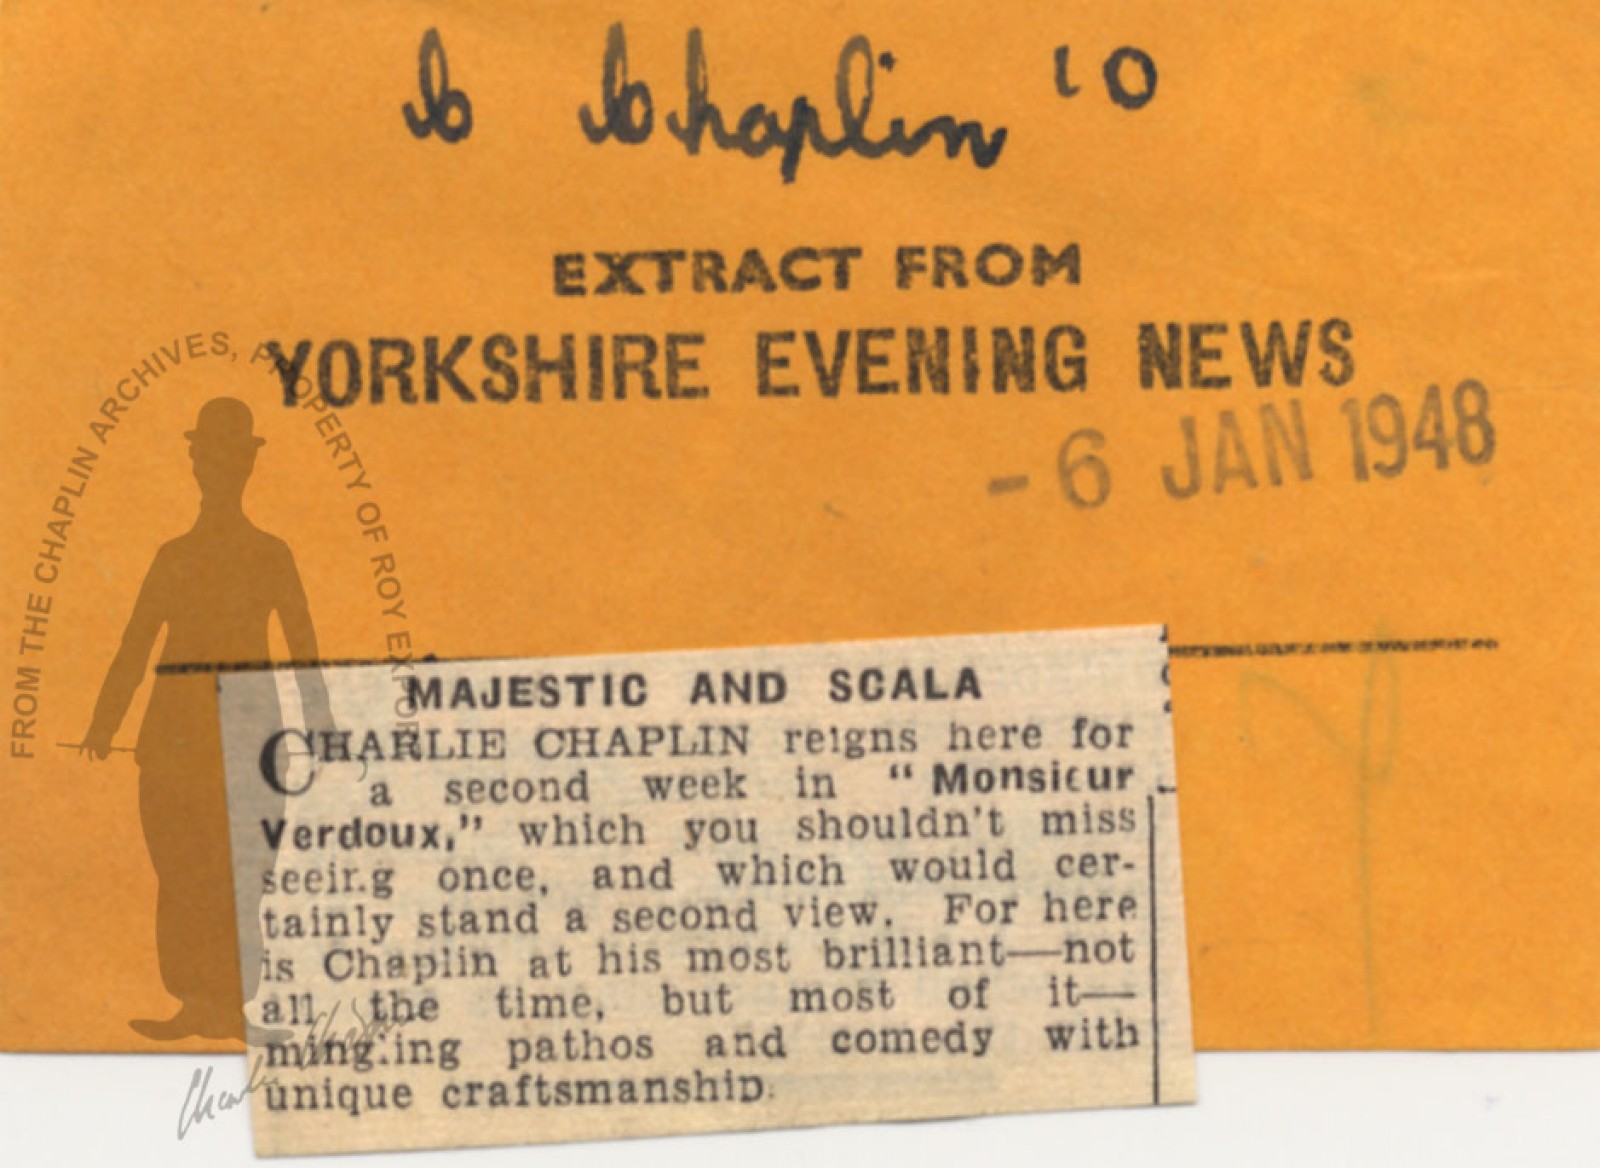 C Chaplin 10
EXTRACT FROM
YORKSHIRE EVENING NEWS
- 6 JAN 1948
FROM THE CHAPLIN ARCHIVES, PROPERTY OF ROY EXPORT
MAJESTIC AND SCALA
CHARLIE CHAPLIN reigns here for
a second week in "Monsieur
Verdoux," which you shouldn't miss
seeing once, and which would cer-
tainly stand a second view. For here
is Chaplin at his most brilliant—not
all the time, but most of it—
mingling pathos and comedy with
unique craftsmanship.
Charlie Chaplin